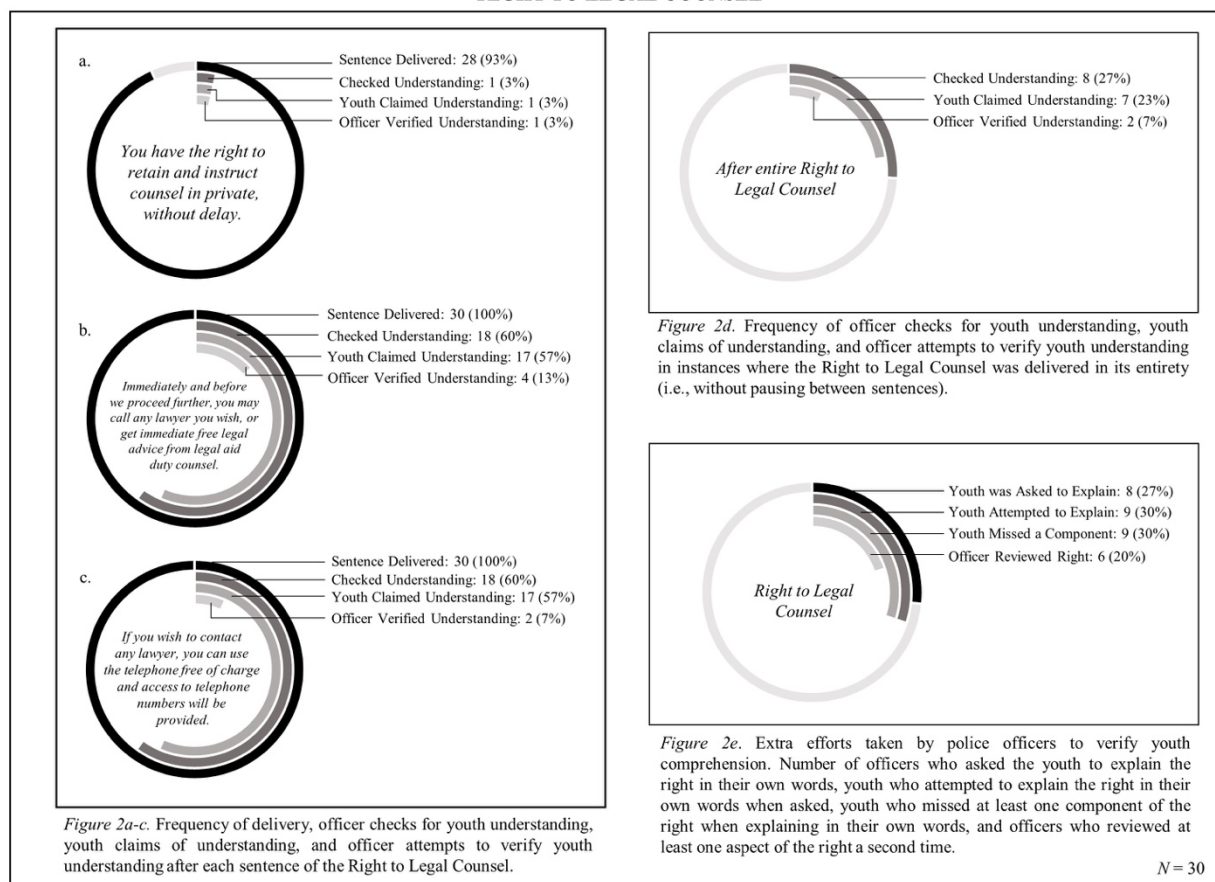 a.
Sentence Delivered: 28 (93%)
Checked Understanding: 1 (3%)
Youth Claimed Understanding: 1 (3%)
Officer Verified Understanding: 1 (3%)
You have the right to
retain and instruct
counsel in private,
without delay.
b.
Sentence Delivered: 30 (100%)
Checked Understanding: 18 (60%)
Youth Claimed Understanding: 17 (57%)
Officer Verified Understanding: 4 (13%)
Immediately and before
we proceed further, you may
call any lawyer you wish, or
get immediate free legal
advice from legal aid
duty counsel.
c.
Sentence Delivered: 30 (100%)
Checked Understanding: 18 (60%)
Youth Claimed Understanding: 17 (57%)
Officer Verified Understanding: 2 (7%)
If you wish to contact
any lawyer, you can use
the telephone free of charge
and access to telephone
numbers will be
provided.
Figure 2a-c. Frequency of delivery, officer checks for youth understanding,
youth claims of understanding, and officer attempts to verify youth
understanding after each sentence of the Right to Legal Counsel.
Checked Understanding: 8 (27%)
Youth Claimed Understanding: 7 (23%)
Officer Verified Understanding: 2 (7%)
After entire Right to
Legal Counsel
Figure 2d. Frequency of officer checks for youth understanding, youth
claims of understanding, and officer attempts to verify youth understanding
in instances where the Right to Legal Counsel was delivered in its entirety
(i.e., without pausing between sentences).
Youth was Asked to Explain: 8 (27%)
Youth Attempted to Explain: 9 (30%)
Youth Missed a Component: 9 (30%)
Officer Reviewed Right: 6 (20%)
Right to Legal
Counsel
Figure 2e. Extra efforts taken by police officers to verify youth
comprehension. Number of officers who asked the youth to explain the
right in their own words, youth who attempted to explain the right in their
own words when asked, youth who missed at least one component of the
right when explaining in their own words, and officers who reviewed at
least one aspect of the right a second time.
N = 30